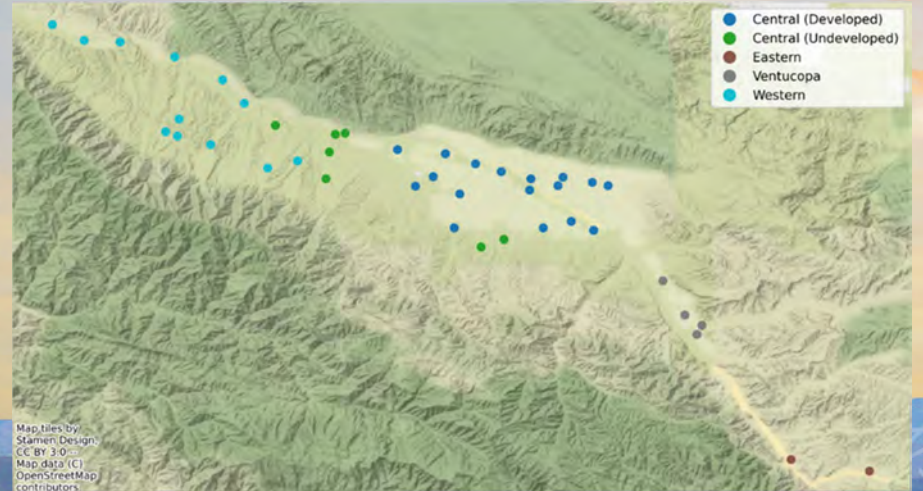 Central (Developed)
Central (Undeveloped)
Eastern
Ventucopa
Western
Map tiles by
Stamen Design,
CC BY 3.0
Map data (C)
OpenStreetMap
contributors